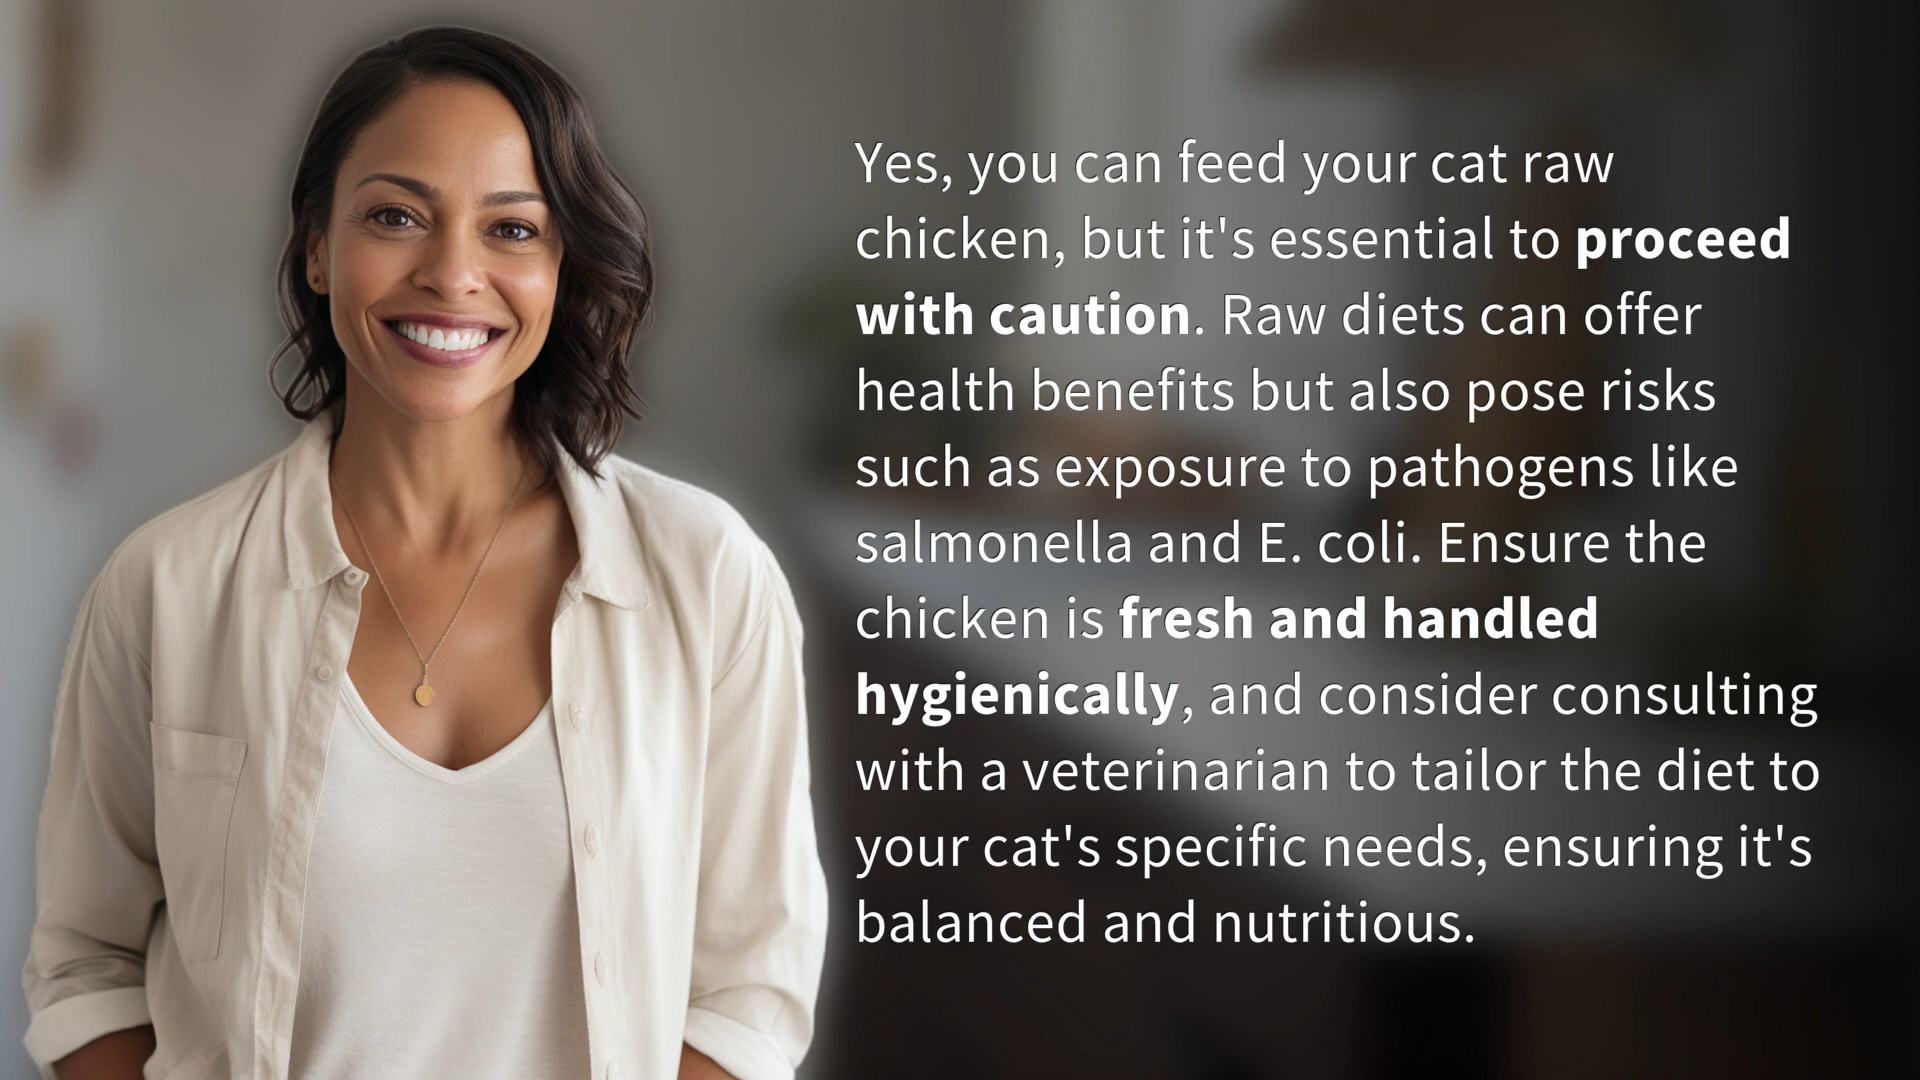 Yes, you can feed your cat raw
chicken, but it's essential to proceed
with caution. Raw diets can offer
health benefits but also pose risks
such as exposure to pathogens like
salmonella and E. coli. Ensure the
chicken is fresh and handled
hygienically, and consider consulting
with a veterinarian to tailor the diet to
your cat's specific needs, ensuring it's
balanced and nutritious.